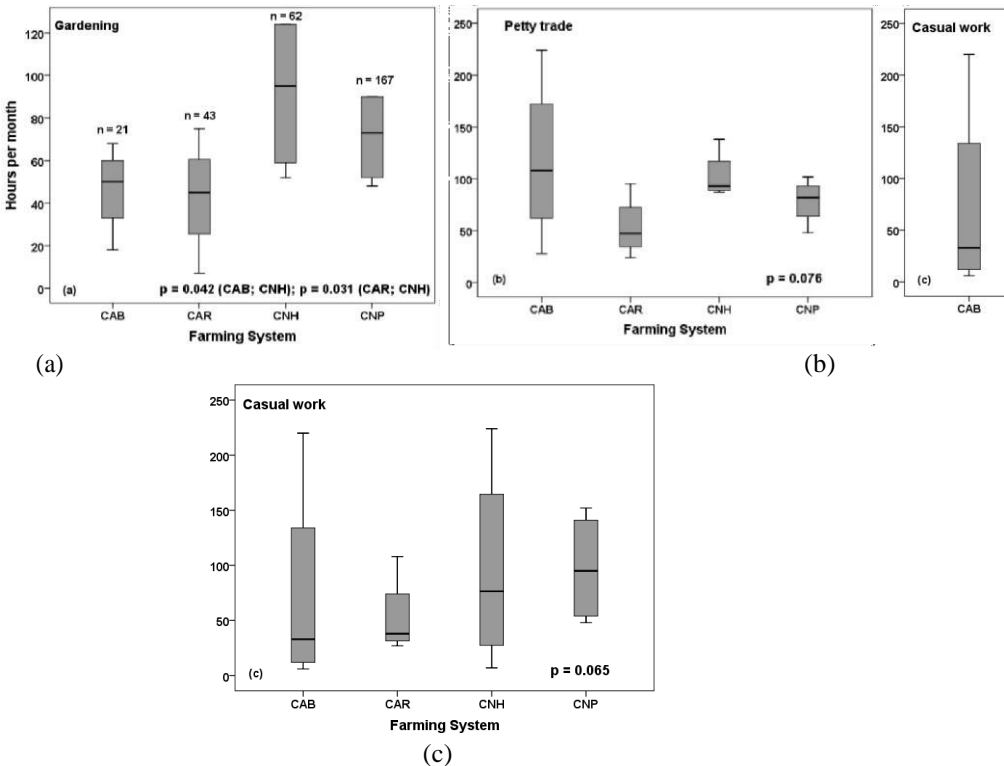 Gardening
Hours per month
120
100
80
60
40
20
0
n = 21
n = 43
n = 62
n = 167
(a)
p = 0.042 (CAB; CNH); p = 0.031 (CAR; CNH)
CAB CAR CNH CNP
Farming System
Petty trade
250
200
150
100
50
0
(b)
p = 0.076
CAB CAR CNH CNP
Farming System
Casual work
250
200
150
100
50
0
(c)
CAB
(a) (b)
Casual work
250
200
150
100
50
0
(c)
p = 0.065
CAB CAR CNH CNP
Farming System
(c)